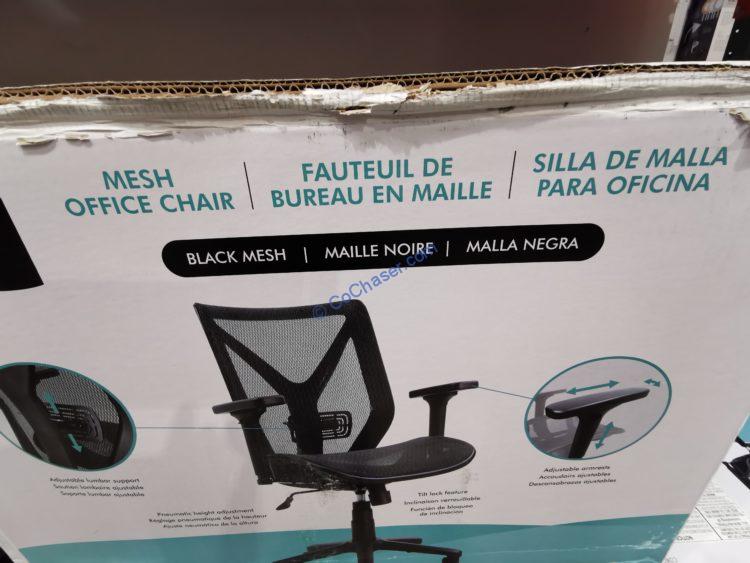 MESH
OFFICE CHAIR
FAUTEUIL DE
BUREAU EN MAILLE
SILLA DE MALLA
PARA OFICINA
BLACK MESH | MAILLE NOIRE | MALLA NEGRA
© CoChaser.com
Adjustable lumbar support
Soutien lombaire ajustable
Soporte lumbar ajustable
Adjustable armrests
Accoudoirs ajustables
Descansabrazos ajustables
Pneumatic height adjustment
Réglage pneumatique de la hauteur
Ajuste neumático de la altura
Tilt lock feature
Inclinaison verrouillable
Función de bloqueo
de inclinación